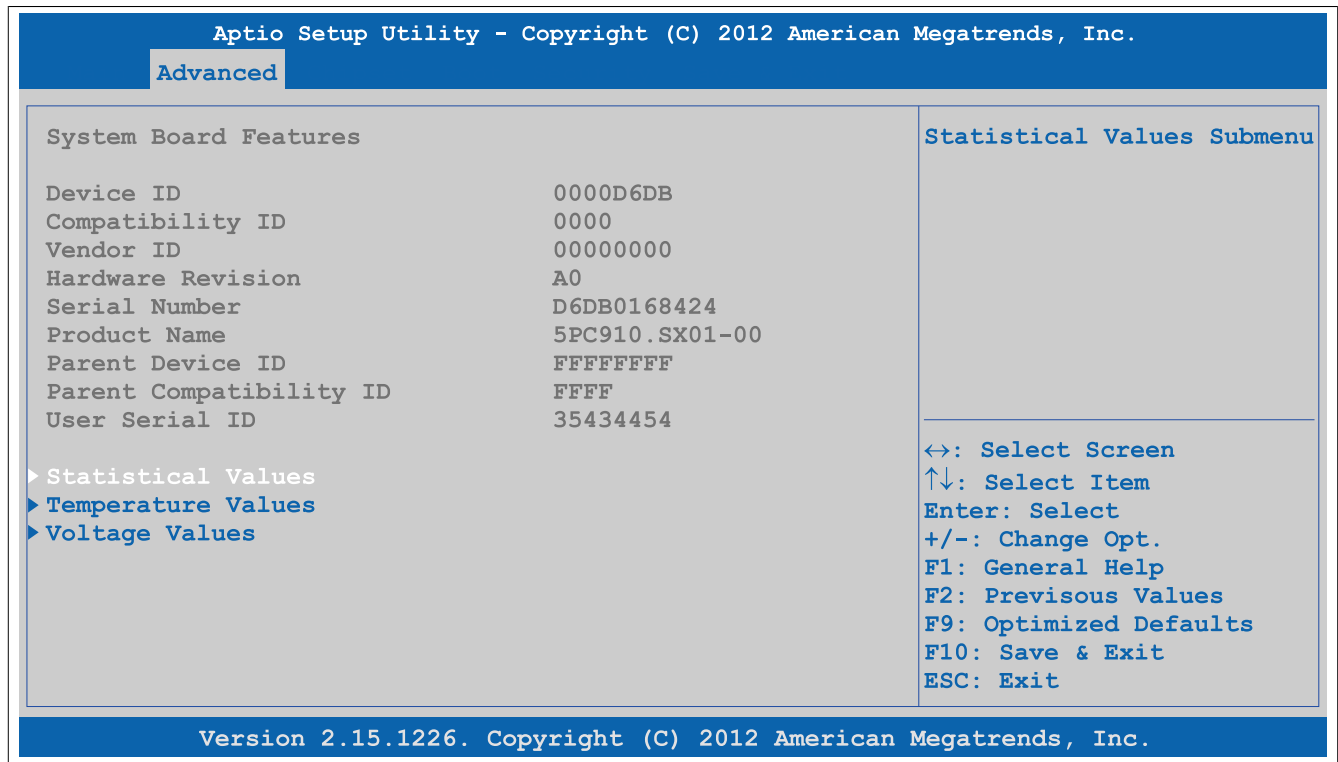 Aptio Setup Utility - Copyright (C) 2012 American Megatrends, Inc.
Advanced
System Board Features
Device ID 0000D6DB
Compatibility ID 0000
Vendor ID 00000000
Hardware Revision A0
Serial Number D6DB0168424
Product Name 5PC910.SX01-00
Parent Device ID FFFFFFFF
Parent Compatibility ID FFFF
User Serial ID 35434454
▶ Statistical Values
▶ Temperature Values
▶ Voltage Values
Statistical Values Submenu
↔: Select Screen
↑↓: Select Item
Enter: Select
+/-: Change Opt.
F1: General Help
F2: Previsous Values
F9: Optimized Defaults
F10: Save & Exit
ESC: Exit
Version 2.15.1226. Copyright (C) 2012 American Megatrends, Inc.